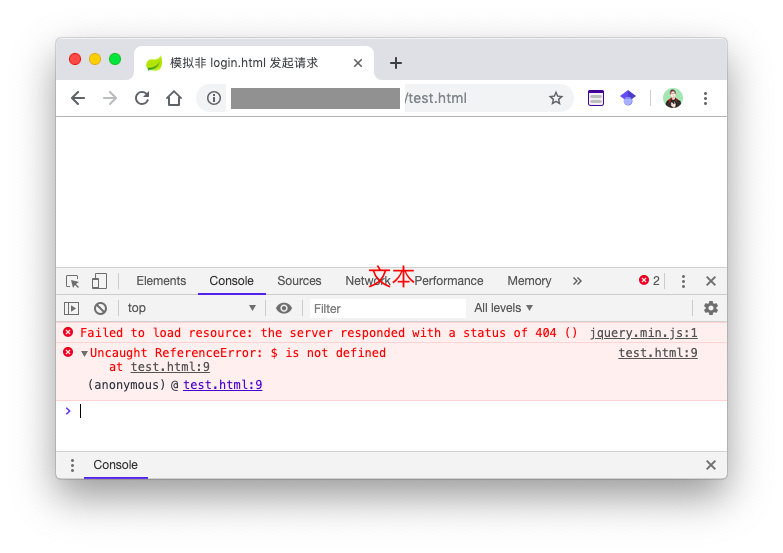 模拟非 login.html 发起请求
/test.html
Elements Console Sources Network Performance Memory » 2
文本
top Filter All levels
Failed to load resource: the server responded with a status of 404 () jquery.min.js:1
Uncaught ReferenceError: $ is not defined test.html:9
at test.html:9
(anonymous) @ test.html:9
>
Console